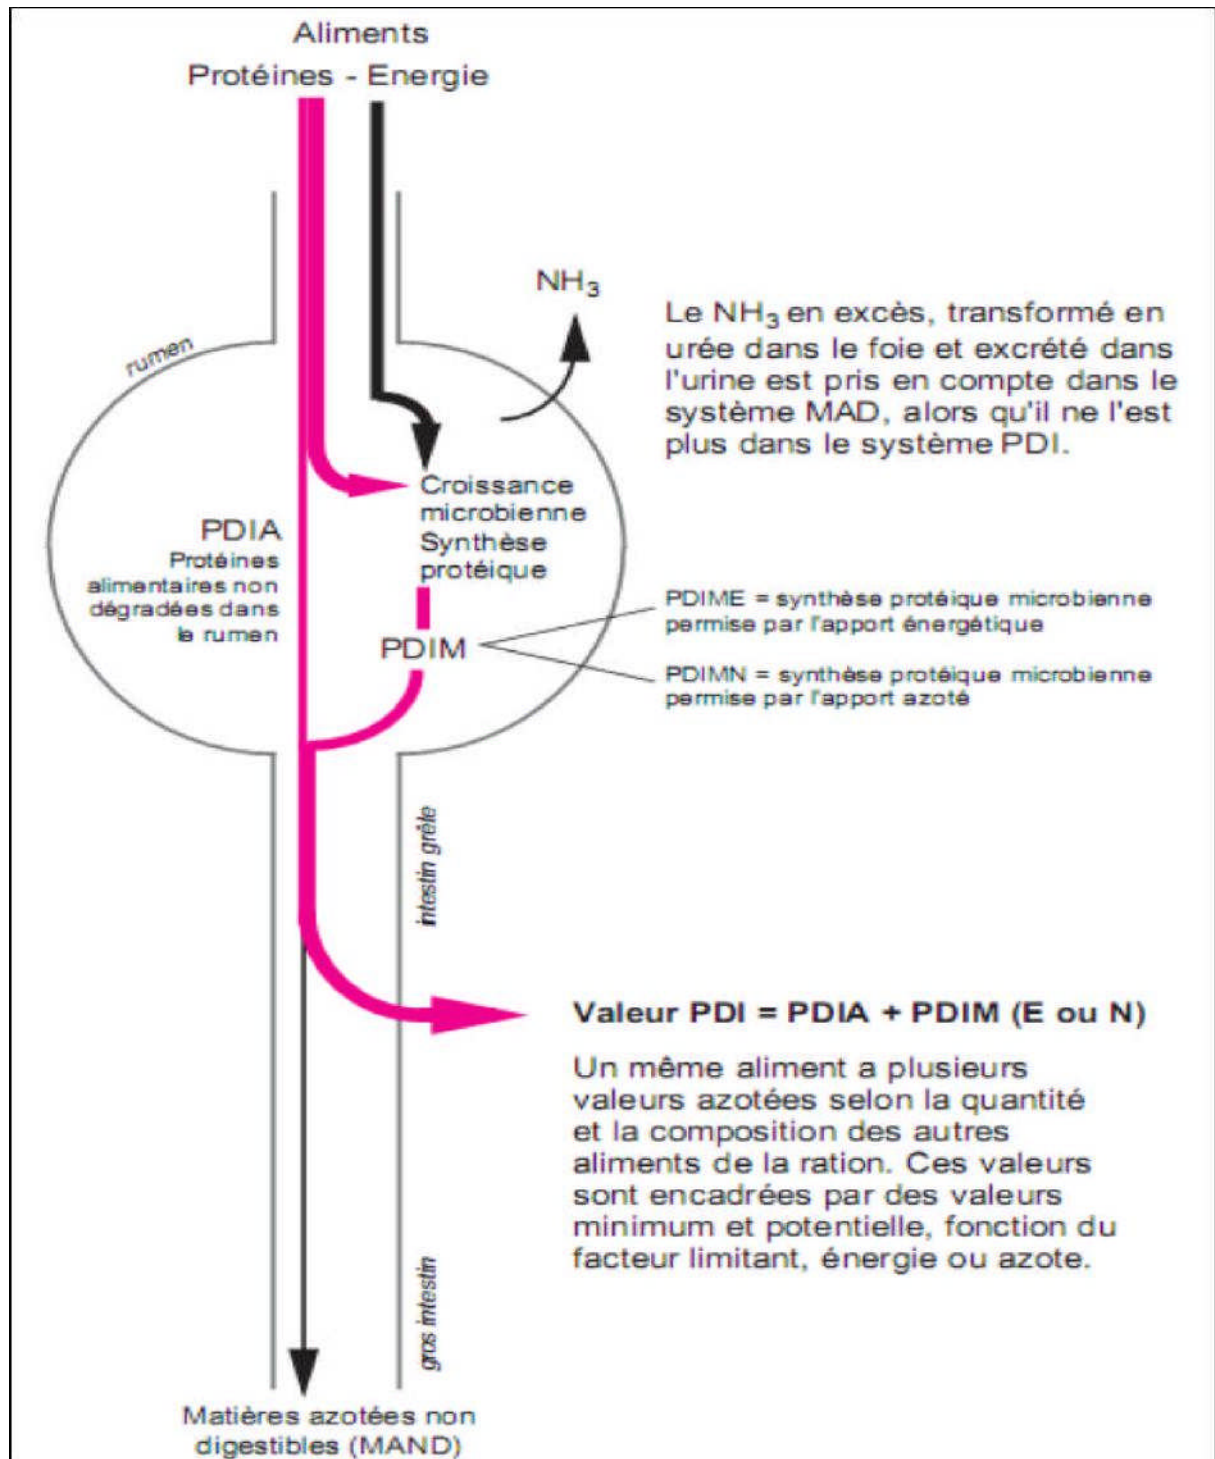 Aliments
Protéines - Energie
NH3
Le NH3 en excès, transformé en
urée dans le foie et excrété dans
l'urine est pris en compte dans le
système MAD, alors qu'il ne l'est
plus dans le système PDI.
rumen
Croissance
microbienne
Synthèse
protéique
PDIA
Protéines
alimentaires non
dégradées dans
le rumen
PDIM
PDIME = synthèse protéique microbienne
permise par l'apport énergétique
PDIMN = synthèse protéique microbienne
permise par l'apport azoté
intestin grêle
Valeur PDI = PDIA + PDIM (E ou N)
Un même aliment a plusieurs
valeurs azotées selon la quantité
et la composition des autres
aliments de la ration. Ces valeurs
sont encadrées par des valeurs
minimum et potentielle, fonction du
facteur limitant, énergie ou azote.
gros intestin
Matières azotées non
digestibles (MAND)